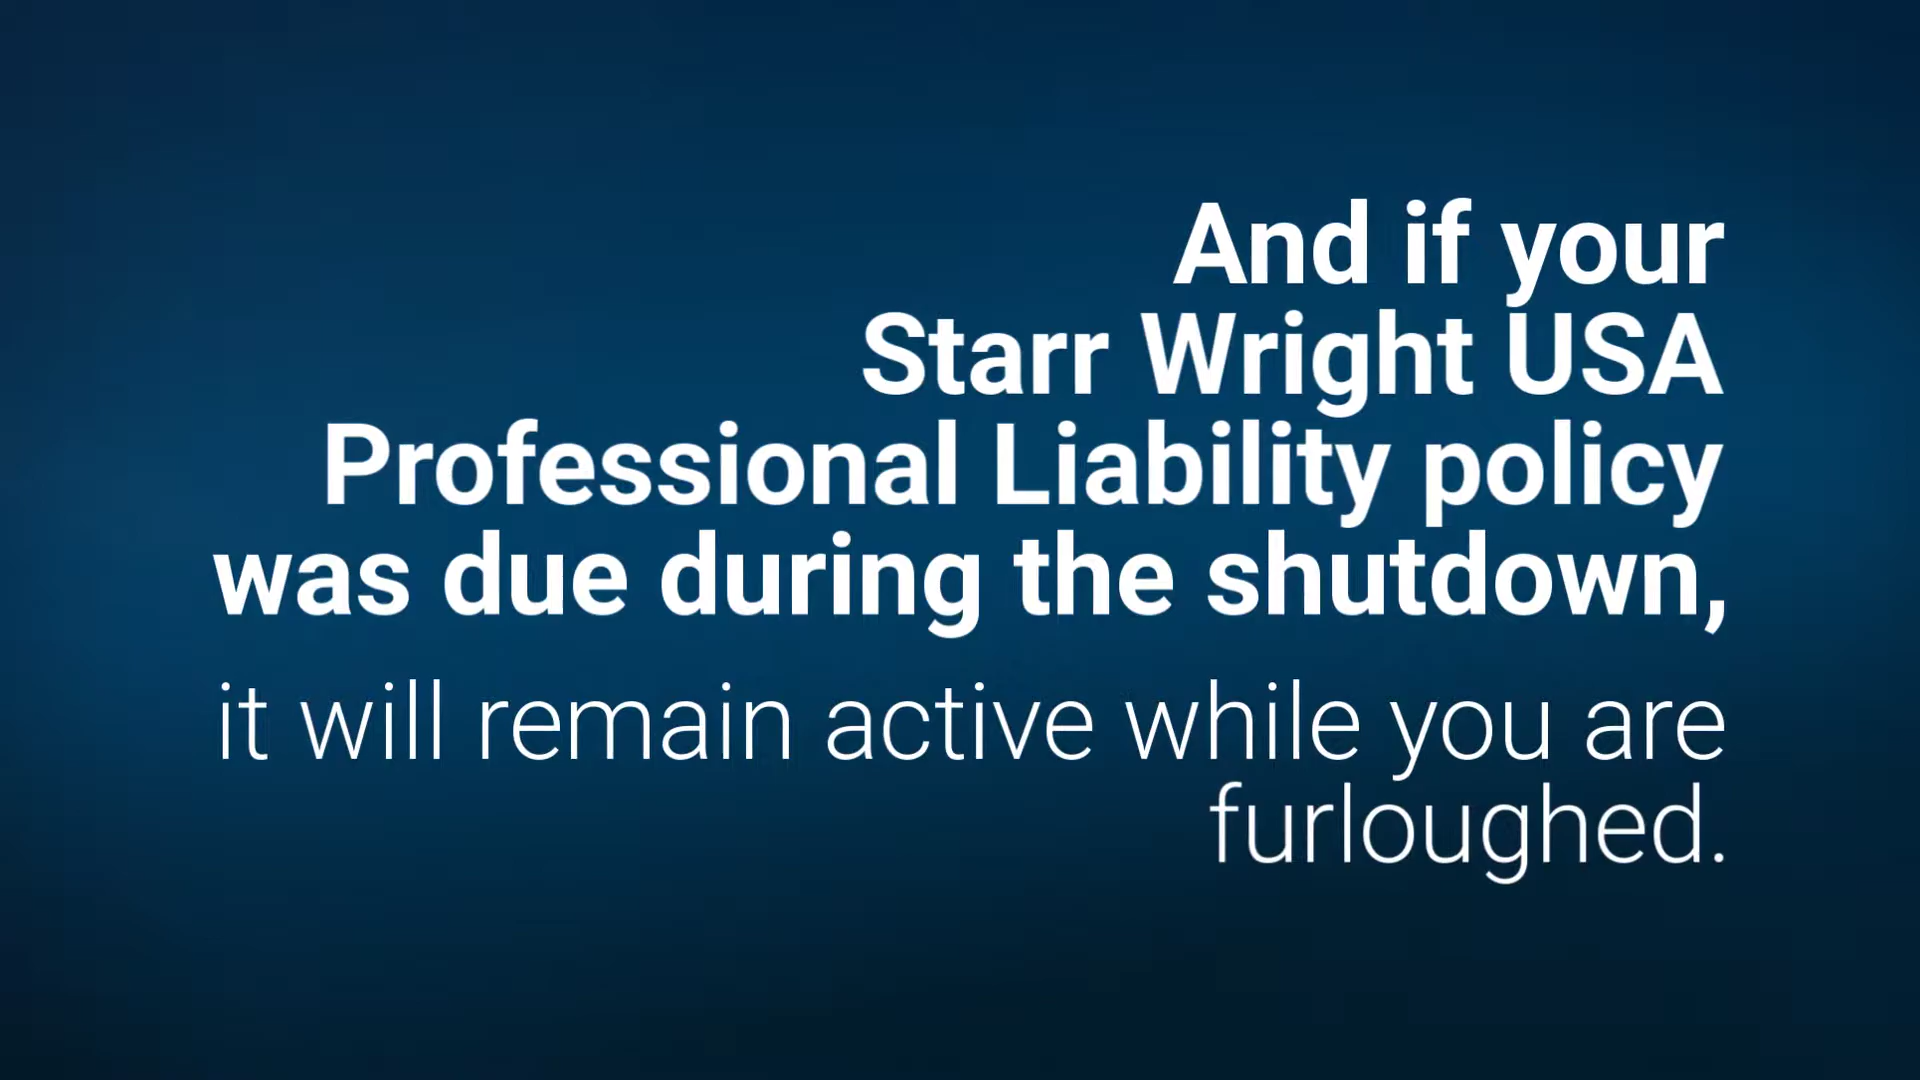 And if your
Starr Wright USA
Professional Liability policy
was due during the shutdown,
it will remain active while you are
furloughed.